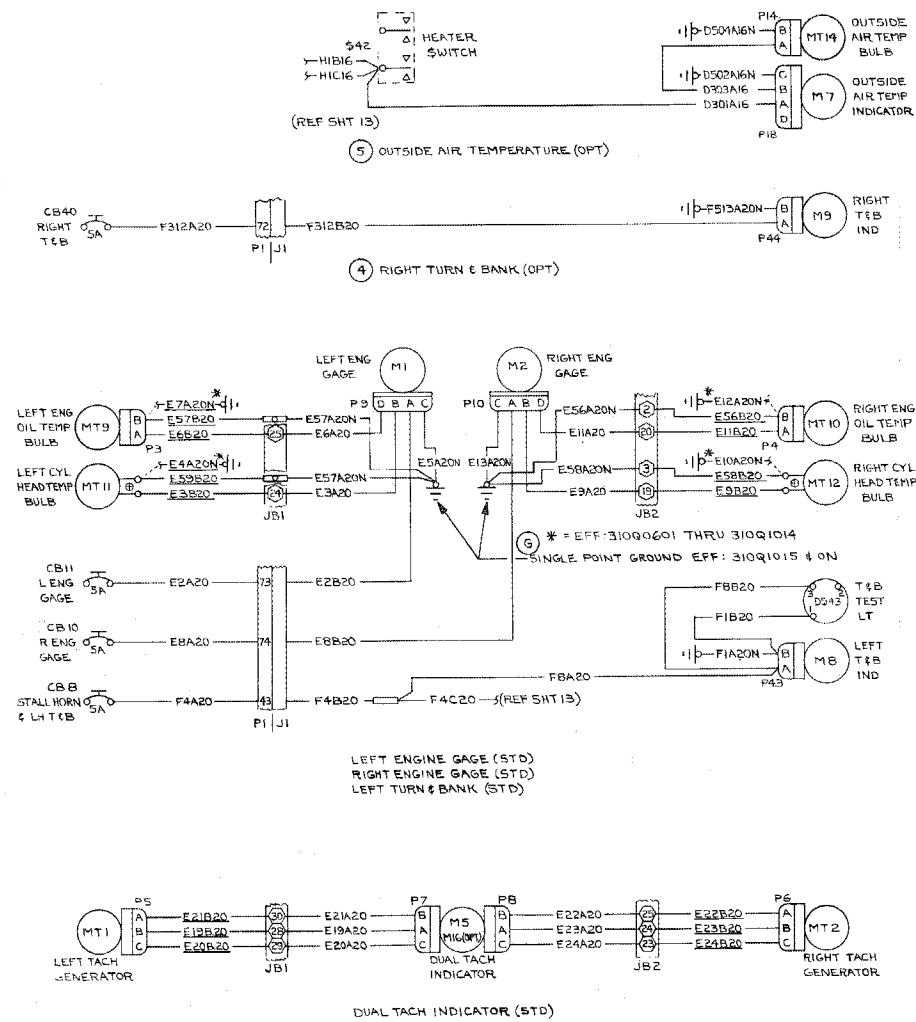 P14
OUTSIDE
AIR TEMP
BULB
D504A16N
B
A
MT14
S42
HEATER
SWITCH
H1B16
H1C16
D502A16N
D303A16
D301A16
C
B
A
D
M7
OUTSIDE
AIR TEMP
INDICATOR
P18
(REF SHT 13)
5 OUTSIDE AIR TEMPERATURE (OPT)
CB40
RIGHT
T&B
5A
F312A20
72
F312B20
P1 J1
F513A20N
B
A
M9
P44
RIGHT
T&B
IND
4 RIGHT TURN & BANK (OPT)
LEFT ENG
GAGE
M1
P9
D B A C
M2
RIGHT ENG
GAGE
P10
C A B D
LEFT ENG
OIL TEMP
BULB
MT9
B
A
P3
*
E7A20N
E57B20
E6B20
25
E57A20N
E6A20
LEFT CYL
HEAD TEMP
BULB
MT11
*
E4A20N
E59B20
E3B20
24
JB1
E57A20N
E3A20
E5A20N
E13A20N
E56A20N
E11A20
2
20
*
E12A20N
E56B20
E11B20
B
A
P4
MT10
RIGHT ENG
OIL TEMP
BULB
E58A20N
E9A20
3
19
JB2
*
E10A20N
E58B20
E9B20
MT12
RIGHT CYL
HEAD TEMP
BULB
G
* = EFF: 310Q0601 THRU 310Q1014
SINGLE POINT GROUND EFF: 310Q1015 & ON
CB11
L ENG
GAGE
5A
E2A20
73
E2B20
CB10
R ENG
GAGE
5A
E8A20
74
E8B20
CB8
STALL HORN
& LH T&B
5A
F4A20
43
F4B20
F4C20
(REF SHT 13)
P1 J1
F8A20
F8B20
F1B20
3
2
1
DS43
T&B
TEST
LT
F1A20N
B
A
P43
M8
LEFT
T&B
IND
LEFT ENGINE GAGE (STD)
RIGHT ENGINE GAGE (STD)
LEFT TURN & BANK (STD)
P5
MT1
A
B
C
LEFT TACH
GENERATOR
E21B20
E19B20
E20B20
30
28
29
JB1
E21A20
E19A20
E20A20
P7
B
A
C
M5
M16(OPT)
DUAL TACH
INDICATOR
P8
B
A
C
E22A20
E23A20
E24A20
25
24
23
JB2
E22B20
E23B20
E24B20
P6
A
B
C
MT2
RIGHT TACH
GENERATOR
DUAL TACH INDICATOR (STD)